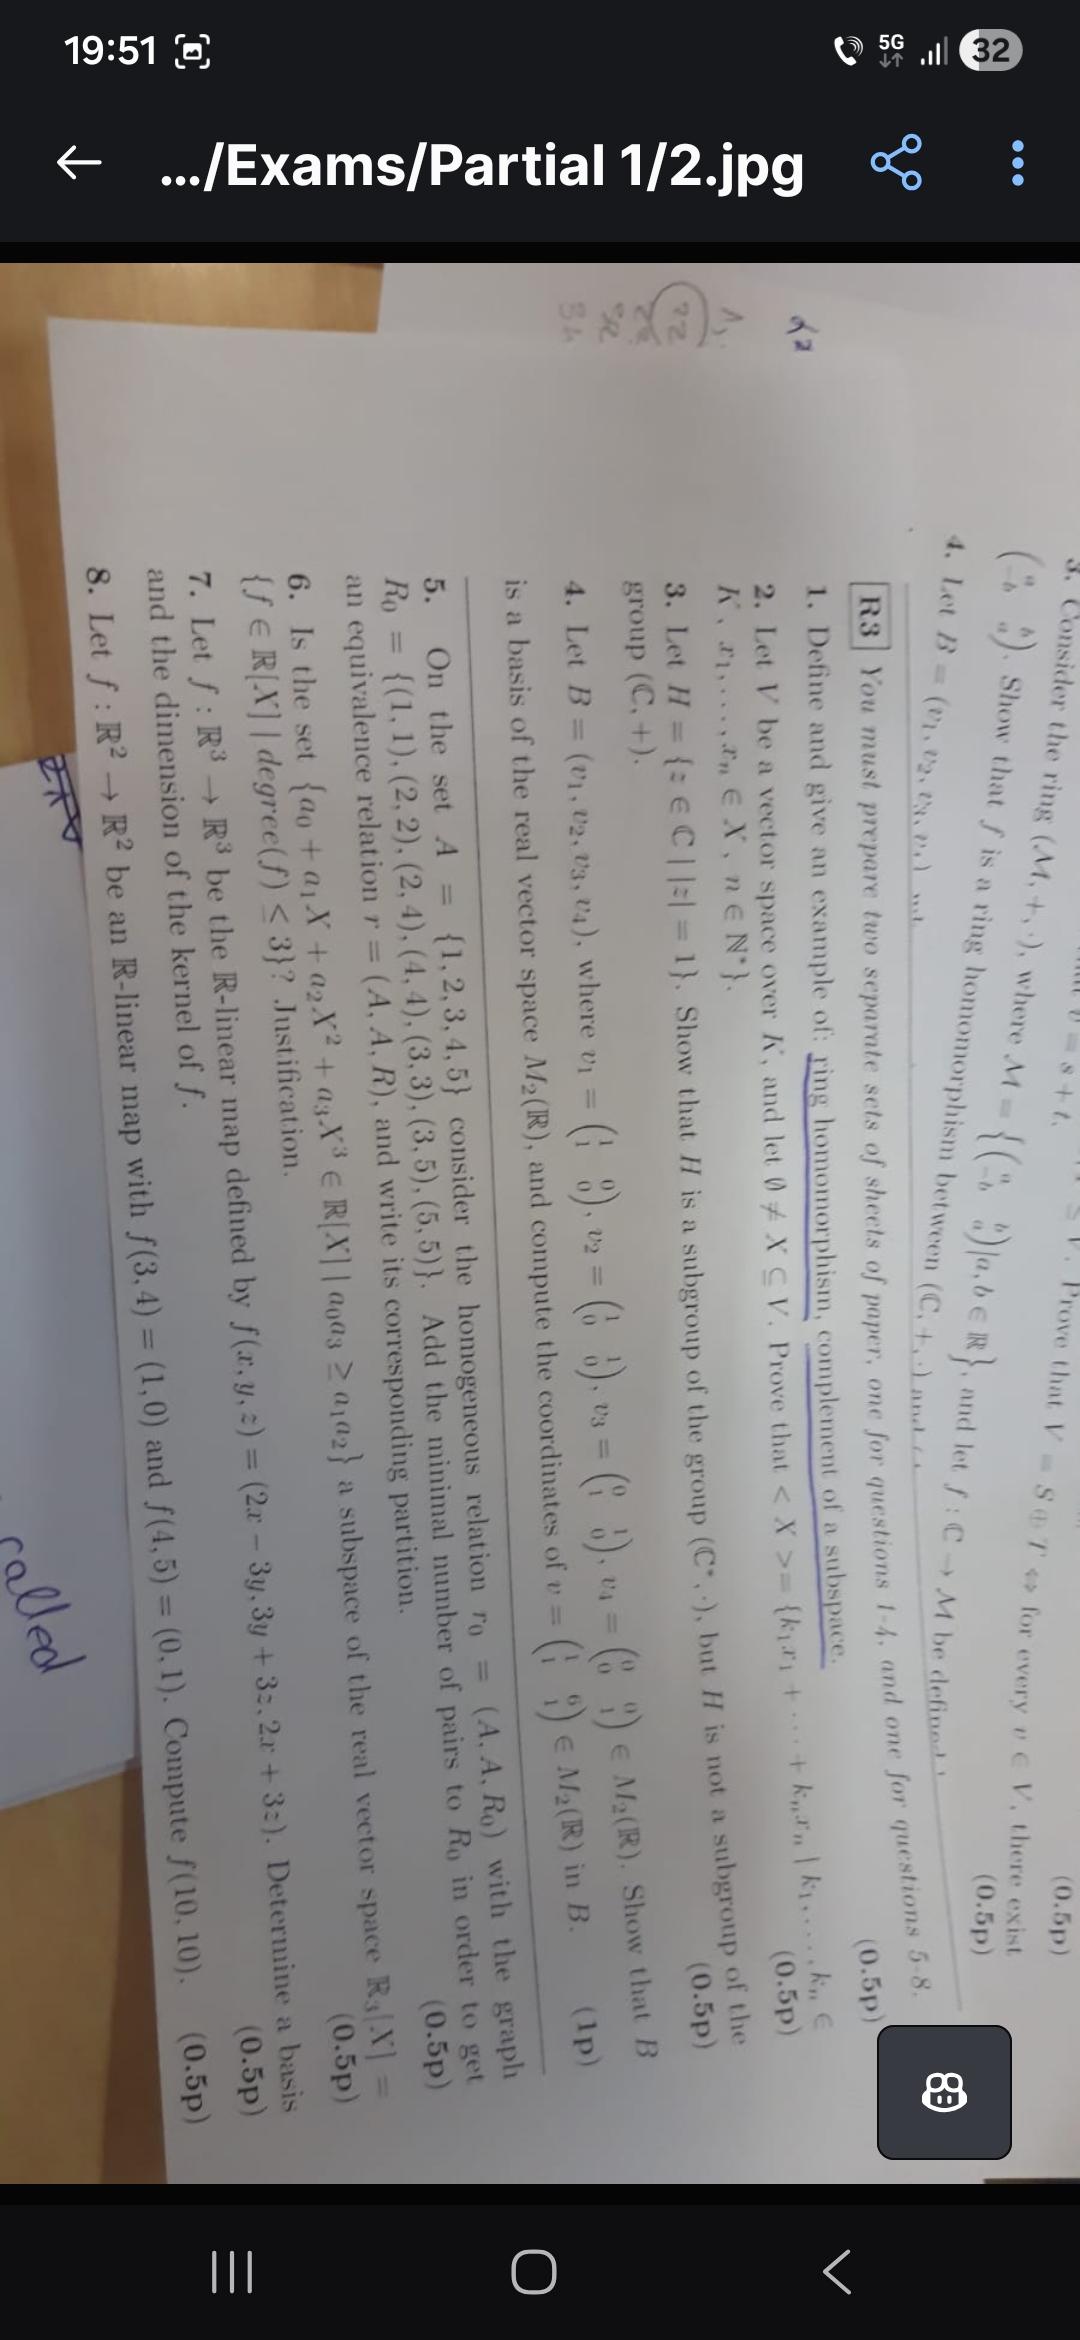 19:51
5G
32
.../Exams/Partial 1/2.jpg
= s + t.
V. Prove that V = S ⊕ T ⇔ for every v ∈ V, there exist
(0.5p)
3. Consider the ring (M, +, ·), where M = {(a b -b a)|a, b ∈ ℝ}, and let f : ℂ → M be defined
(0.5p)
(a b -b a). Show that f is a ring homomorphism between (ℂ, +, ·) and
4. Let B = (v₁, v₂, v₃, v₄)
R3 You must prepare two separate sets of sheets of paper, one for questions 1-4, and one for questions 5-8.
1. Define and give an example of: ring homomorphism, complement of a subspace. (0.5p)
2. Let V be a vector space over K, and let ∅ ≠ X ⊆ V. Prove that < X >= {k₁x₁ + ··· + kₙxₙ | k₁, ..., kₙ ∈
K, x₁, ..., xₙ ∈ X, n ∈ ℕ*}. (0.5p)
3. Let H = {z ∈ ℂ | |z| = 1}. Show that H is a subgroup of the group (ℂ*, ·), but H is not a subgroup of the
group (ℂ, +). (0.5p)
4. Let B = (v₁, v₂, v₃, v₄), where v₁ = (1 0 1 0), v₂ = (1 1 0 0), v₃ = (0 1 1 0), v₄ = (0 0 0 1) ∈ M₂(ℝ). Show that B
is a basis of the real vector space M₂(ℝ), and compute the coordinates of v = (1 6 1 1) ∈ M₂(ℝ) in B. (1p)
5. On the set A = {1, 2, 3, 4, 5} consider the homogeneous relation r₀ = (A, A, R₀) with the graph
R₀ = {(1, 1), (2, 2), (2, 4), (4, 4), (3, 3), (3, 5), (5, 5)}. Add the minimal number of pairs to R₀ in order to get
an equivalence relation r = (A, A, R), and write its corresponding partition. (0.5p)
6. Is the set {a₀ + a₁X + a₂X² + a₃X³ ∈ ℝ[X] | a₀a₃ ≥ a₁a₂} a subspace of the real vector space ℝ₃[X] =
{f ∈ ℝ[X] | degree(f) ≤ 3}? Justification. (0.5p)
7. Let f : ℝ³ → ℝ³ be the ℝ-linear map defined by f(x, y, z) = (2x − 3y, 3y + 3z, 2x + 3z). Determine a basis
and the dimension of the kernel of f. (0.5p)
8. Let f : ℝ² → ℝ² be an ℝ-linear map with f(3, 4) = (1, 0) and f(4, 5) = (0, 1). Compute f(10, 10). (0.5p)
called